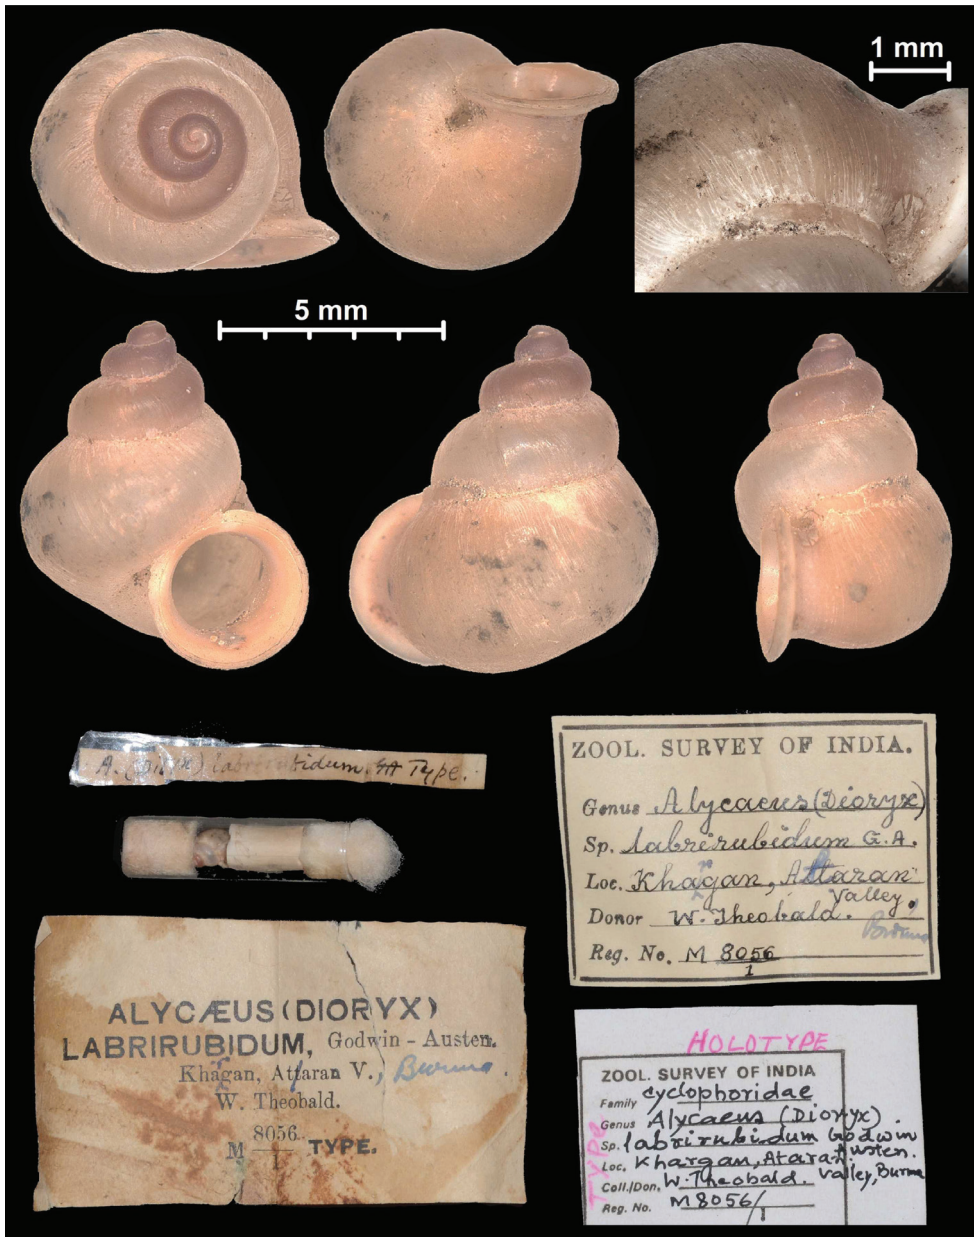 1 mm
5 mm
A. (Dioryx) labrirubidum. GA Type.
ZOOL. SURVEY OF INDIA.
Genus Alycaeus (Dioryx)
Sp. labrirubidum G.A.
Loc. Khargan, Attaran
Valley.
Donor W. Theobald. Burma
Reg. No. M 8056/1
ALYCÆUS (DIORYX)
LABRIRUBIDUM, Godwin-Austen.
Khargan, Attaran V., Burma.
W. Theobald.
M 8056/1 TYPE.
HOLOTYPE
TYPE
ZOOL. SURVEY OF INDIA
Family cyclophoridae
Genus Alycaeus (Dioryx)
Sp. labrirubidum Godwin
Austen.
Loc. Khargan, Ataran
Valley, Burma
Coll./Don. W. Theobald.
Reg. No. M8056/1